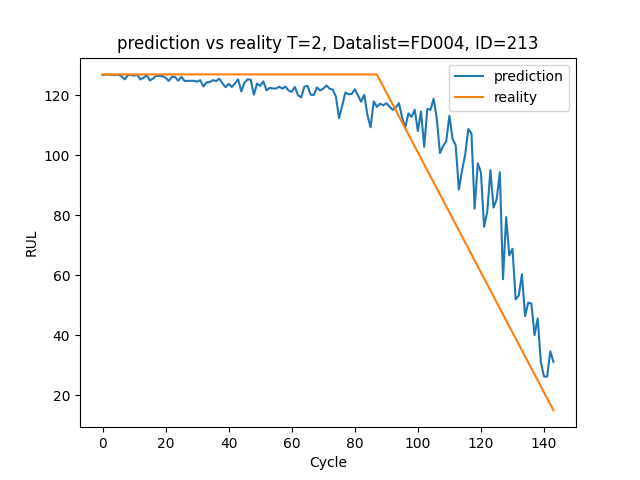 prediction vs reality T=2, Datalist=FD004, ID=213
prediction
reality
120
100
80
60
40
20
RUL
0 20 40 60 80 100 120 140
Cycle